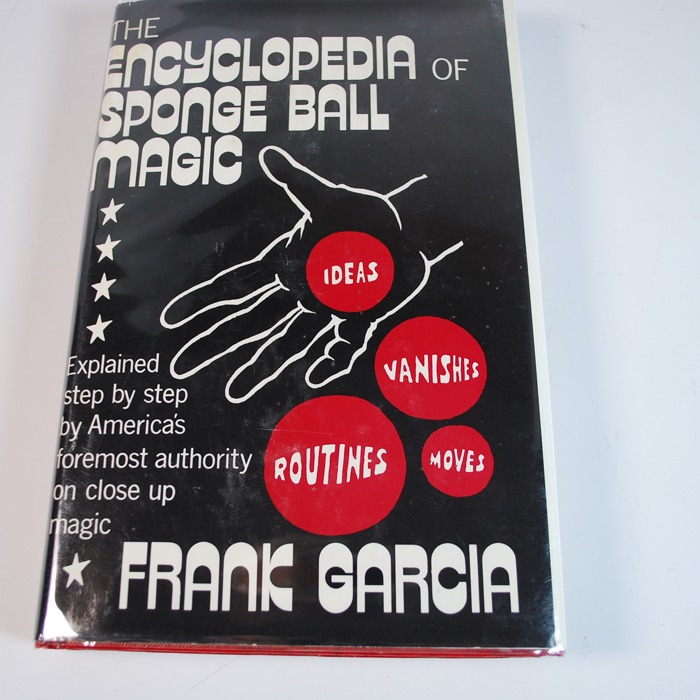 THE
ENCYCLOPEDIA OF
SPONGE BALL
MAGIC
IDEAS
VANISHES
ROUTINES
MOVES
Explained
step by step
by America's
foremost authority
on close up
magic
FRANK GARCIA